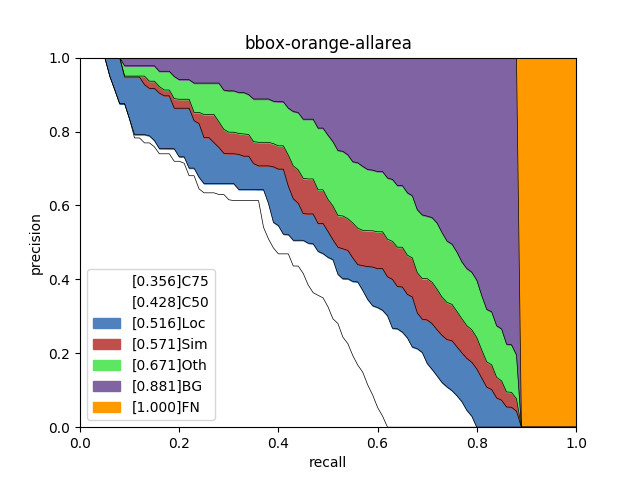 bbox-orange-allarea
1.0
0.8
0.6
0.4
0.2
0.0
precision
[0.356]C75
[0.428]C50
[0.516]Loc
[0.571]Sim
[0.671]Oth
[0.881]BG
[1.000]FN
0.0 0.2 0.4 0.6 0.8 1.0
recall